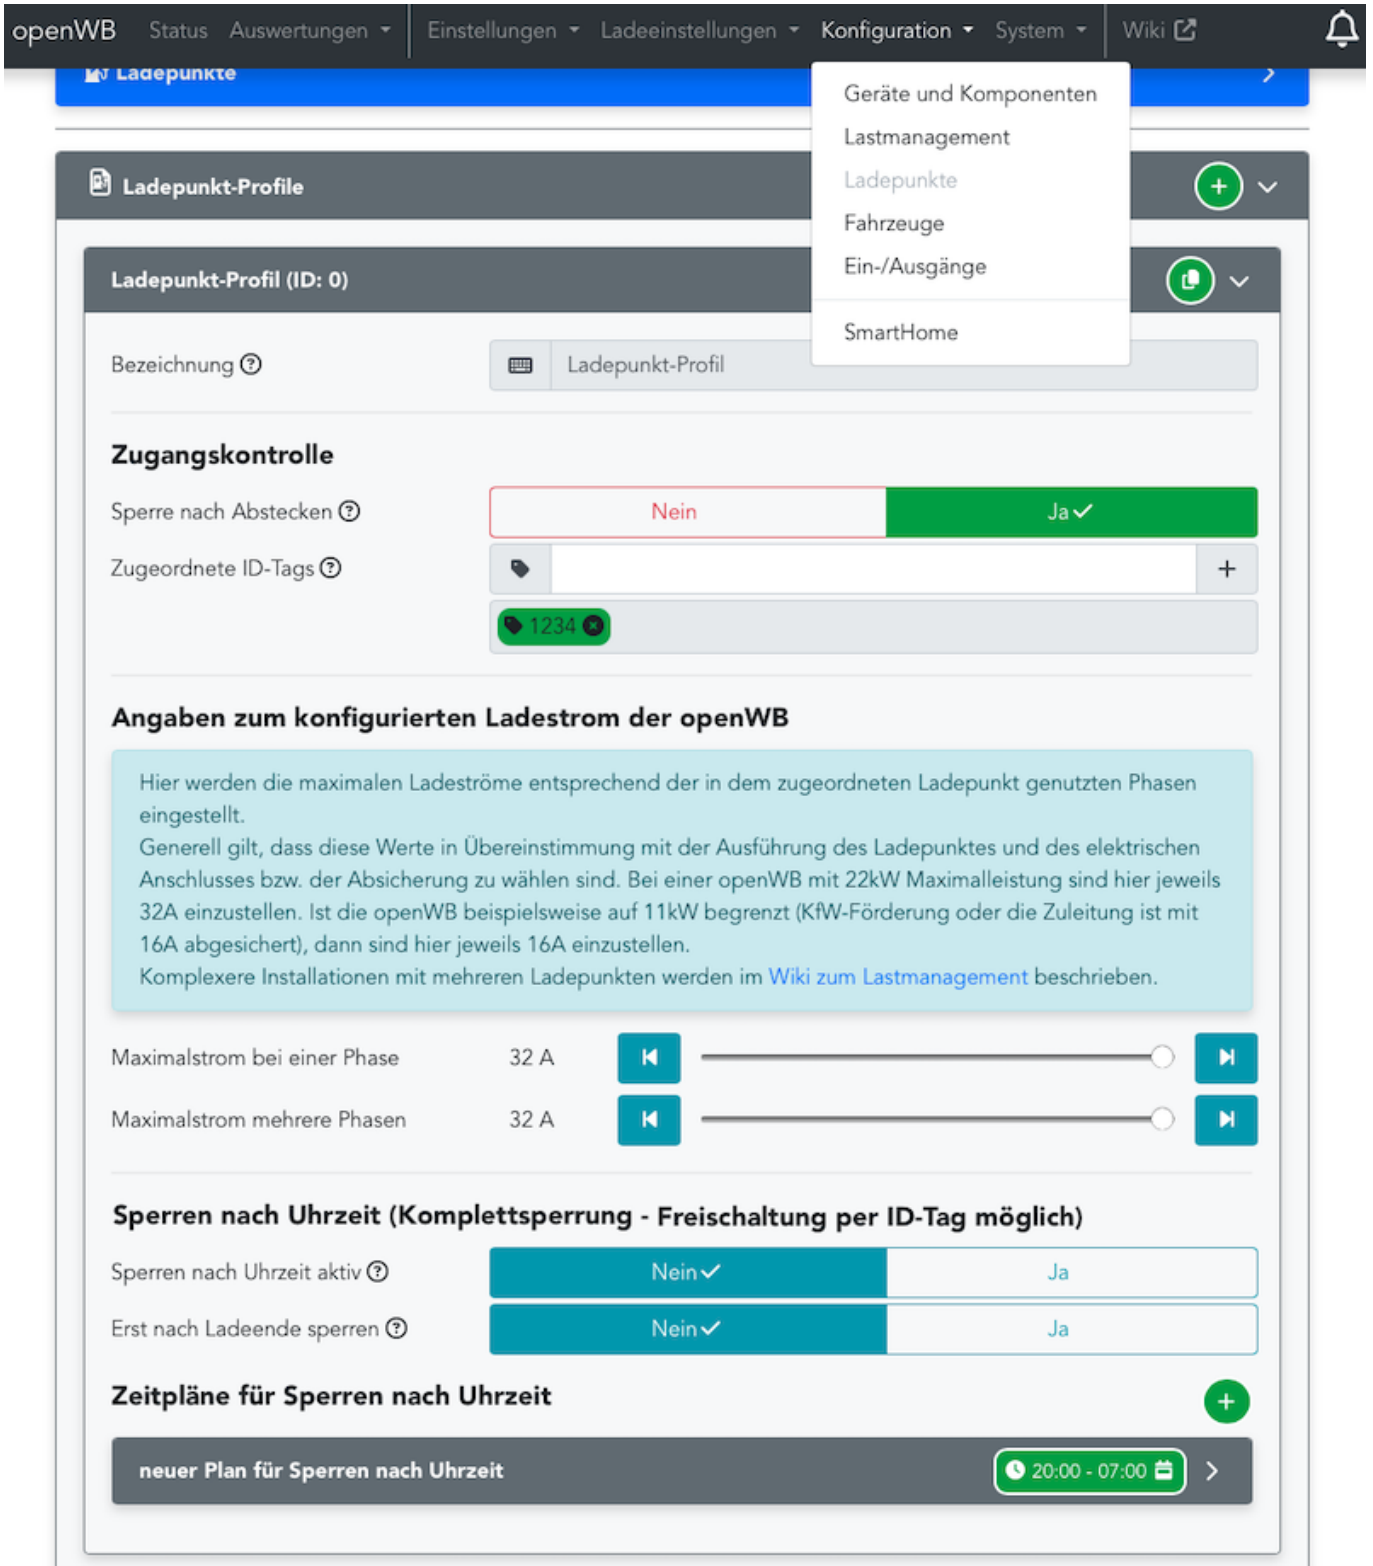 openWB Status Auswertungen Einstellungen Ladeeinstellungen Konfiguration System Wiki
Ladepunkte
Geräte und Komponenten
Lastmanagement
Ladepunkte
Fahrzeuge
Ein-/Ausgänge
SmartHome
Ladepunkt-Profile
Ladepunkt-Profil (ID: 0)
Bezeichnung Ladepunkt-Profil
Zugangskontrolle
Sperre nach Abstecken Nein Ja
Zugeordnete ID-Tags
1234
Angaben zum konfigurierten Ladestrom der openWB
Hier werden die maximalen Ladeströme entsprechend der in dem zugeordneten Ladepunkt genutzten Phasen
eingestellt.
Generell gilt, dass diese Werte in Übereinstimmung mit der Ausführung des Ladepunktes und des elektrischen
Anschlusses bzw. der Absicherung zu wählen sind. Bei einer openWB mit 22kW Maximalleistung sind hier jeweils
32A einzustellen. Ist die openWB beispielsweise auf 11kW begrenzt (KfW-Förderung oder die Zuleitung ist mit
16A abgesichert), dann sind hier jeweils 16A einzustellen.
Komplexere Installationen mit mehreren Ladepunkten werden im Wiki zum Lastmanagement beschrieben.
Maximalstrom bei einer Phase 32 A
Maximalstrom mehrere Phasen 32 A
Sperren nach Uhrzeit (Komplettsperrung - Freischaltung per ID-Tag möglich)
Sperren nach Uhrzeit aktiv Nein Ja
Erst nach Ladeende sperren Nein Ja
Zeitpläne für Sperren nach Uhrzeit
neuer Plan für Sperren nach Uhrzeit 20:00 - 07:00